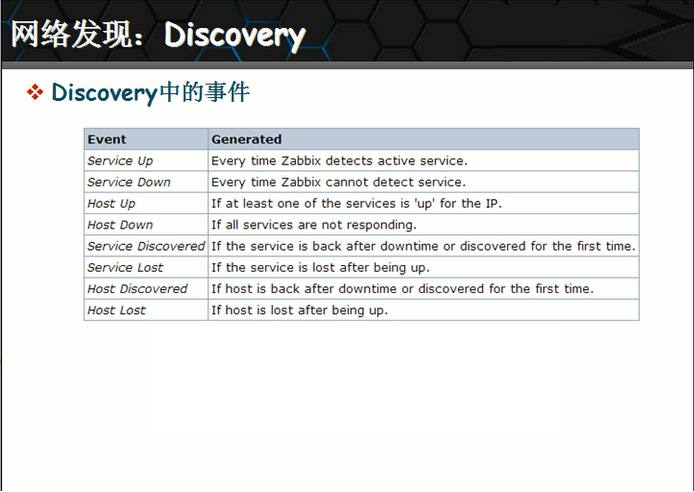 网络发现：Discovery
Discovery中的事件
Event Generated
Service Up Every time Zabbix detects active service.
Service Down Every time Zabbix cannot detect service.
Host Up If at least one of the services is 'up' for the IP.
Host Down If all services are not responding.
Service Discovered If the service is back after downtime or discovered for the first time.
Service Lost If the service is lost after being up.
Host Discovered If host is back after downtime or discovered for the first time.
Host Lost If host is lost after being up.